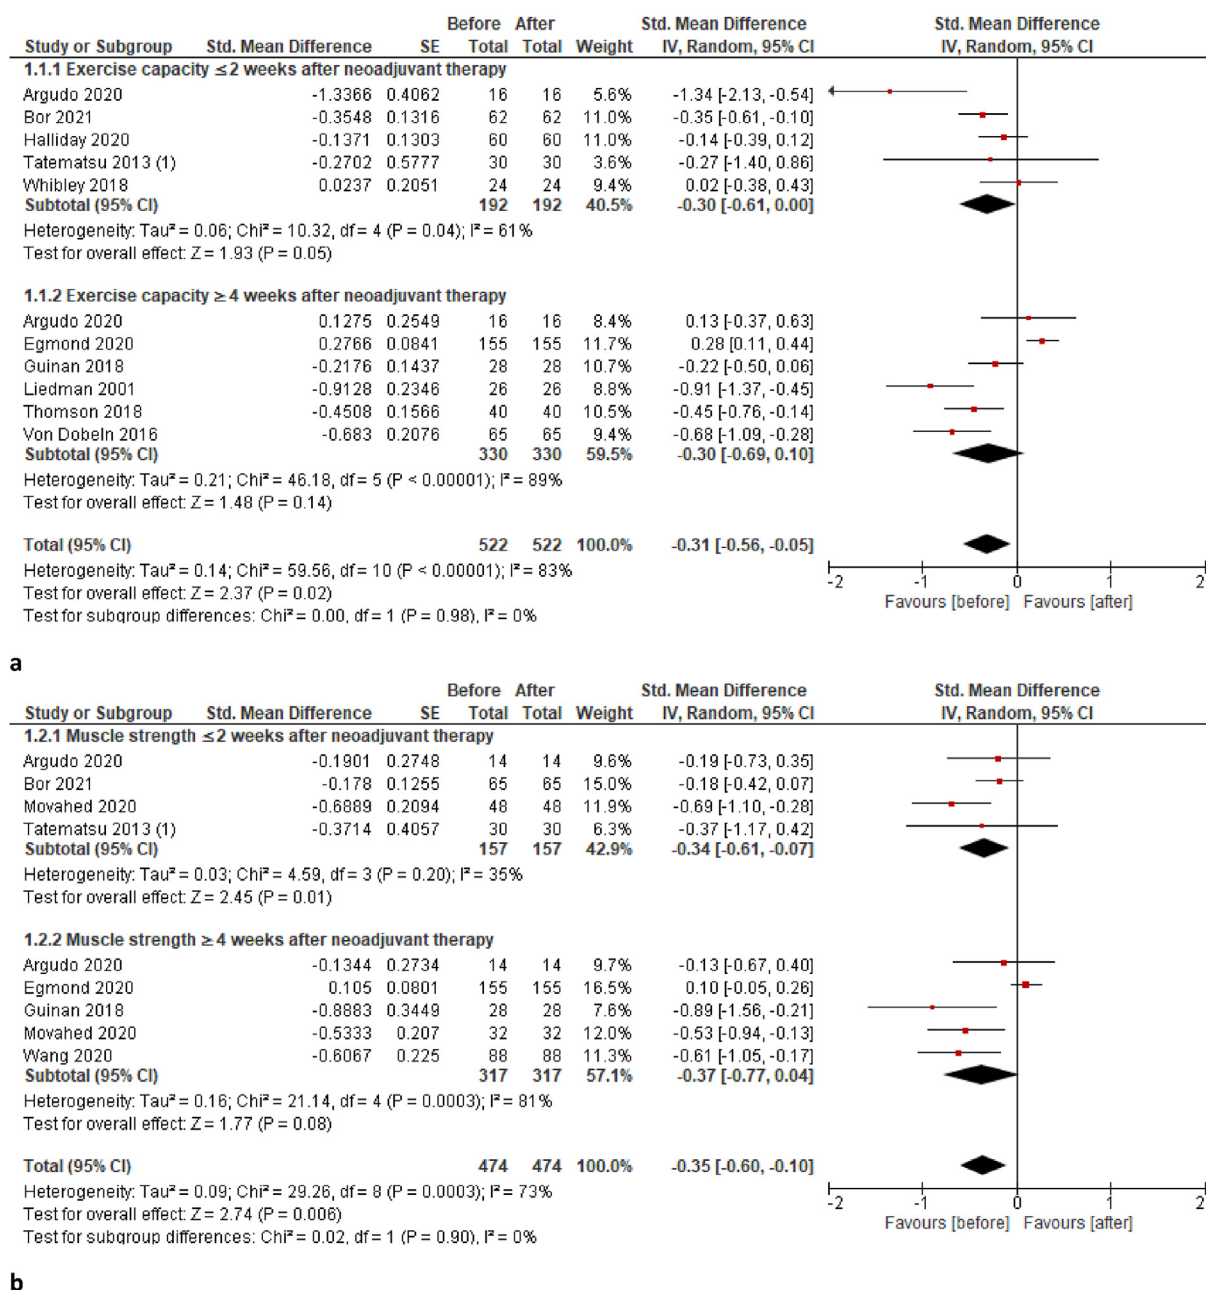 Before After Std. Mean Difference Std. Mean Difference
Study or Subgroup Std. Mean Difference SE Total Total Weight IV, Random, 95% CI IV, Random, 95% CI
1.1.1 Exercise capacity ≤2 weeks after neoadjuvant therapy
Argudo 2020 -1.3366 0.4062 16 16 5.6% -1.34 [-2.13, -0.54]
Bor 2021 -0.3548 0.1316 62 62 11.0% -0.35 [-0.61, -0.10]
Halliday 2020 -0.1371 0.1303 60 60 11.0% -0.14 [-0.39, 0.12]
Tatematsu 2013 (1) -0.2702 0.5777 30 30 3.6% -0.27 [-1.40, 0.86]
Whibley 2018 0.0237 0.2051 24 24 9.4% 0.02 [-0.38, 0.43]
Subtotal (95% CI) 192 192 40.5% -0.30 [-0.61, 0.00]
Heterogeneity: Tau² = 0.06; Chi² = 10.32, df = 4 (P = 0.04); I² = 61%
Test for overall effect: Z = 1.93 (P = 0.05)
1.1.2 Exercise capacity ≥ 4 weeks after neoadjuvant therapy
Argudo 2020 0.1275 0.2549 16 16 8.4% 0.13 [-0.37, 0.63]
Egmond 2020 0.2766 0.0841 155 155 11.7% 0.28 [0.11, 0.44]
Guinan 2018 -0.2176 0.1437 28 28 10.7% -0.22 [-0.50, 0.06]
Liedman 2001 -0.9128 0.2346 26 26 8.8% -0.91 [-1.37, -0.45]
Thomson 2018 -0.4508 0.1566 40 40 10.5% -0.45 [-0.76, -0.14]
Von Dobeln 2016 -0.683 0.2076 65 65 9.4% -0.68 [-1.09, -0.28]
Subtotal (95% CI) 330 330 59.5% -0.30 [-0.69, 0.10]
Heterogeneity: Tau² = 0.21; Chi² = 46.18, df = 5 (P < 0.00001); I² = 89%
Test for overall effect: Z = 1.48 (P = 0.14)
Total (95% CI) 522 522 100.0% -0.31 [-0.56, -0.05]
Heterogeneity: Tau² = 0.14; Chi² = 59.56, df = 10 (P < 0.00001); I² = 83%
Test for overall effect: Z = 2.37 (P = 0.02)
Test for subgroup differences: Chi² = 0.00, df = 1 (P = 0.98), I² = 0%
-2 -1 0 1 2
Favours [before] Favours [after]
a
Before After Std. Mean Difference Std. Mean Difference
Study or Subgroup Std. Mean Difference SE Total Total Weight IV, Random, 95% CI IV, Random, 95% CI
1.2.1 Muscle strength ≤2 weeks after neoadjuvant therapy
Argudo 2020 -0.1901 0.2748 14 14 9.6% -0.19 [-0.73, 0.35]
Bor 2021 -0.178 0.1255 65 65 15.0% -0.18 [-0.42, 0.07]
Movahed 2020 -0.6889 0.2094 48 48 11.9% -0.69 [-1.10, -0.28]
Tatematsu 2013 (1) -0.3714 0.4057 30 30 6.3% -0.37 [-1.17, 0.42]
Subtotal (95% CI) 157 157 42.9% -0.34 [-0.61, -0.07]
Heterogeneity: Tau² = 0.03; Chi² = 4.59, df = 3 (P = 0.20); I² = 35%
Test for overall effect: Z = 2.45 (P = 0.01)
1.2.2 Muscle strength ≥ 4 weeks after neoadjuvant therapy
Argudo 2020 -0.1344 0.2734 14 14 9.7% -0.13 [-0.67, 0.40]
Egmond 2020 0.105 0.0801 155 155 16.5% 0.10 [-0.05, 0.26]
Guinan 2018 -0.8883 0.3449 28 28 7.6% -0.89 [-1.56, -0.21]
Movahed 2020 -0.5333 0.207 32 32 12.0% -0.53 [-0.94, -0.13]
Wang 2020 -0.6067 0.225 88 88 11.3% -0.61 [-1.05, -0.17]
Subtotal (95% CI) 317 317 57.1% -0.37 [-0.77, 0.04]
Heterogeneity: Tau² = 0.16; Chi² = 21.14, df = 4 (P = 0.0003); I² = 81%
Test for overall effect: Z = 1.77 (P = 0.08)
Total (95% CI) 474 474 100.0% -0.35 [-0.60, -0.10]
Heterogeneity: Tau² = 0.09; Chi² = 29.26, df = 8 (P = 0.0003); I² = 73%
Test for overall effect: Z = 2.74 (P = 0.006)
Test for subgroup differences: Chi² = 0.02, df = 1 (P = 0.90), I² = 0%
-2 -1 0 1 2
Favours [before] Favours [after]
b